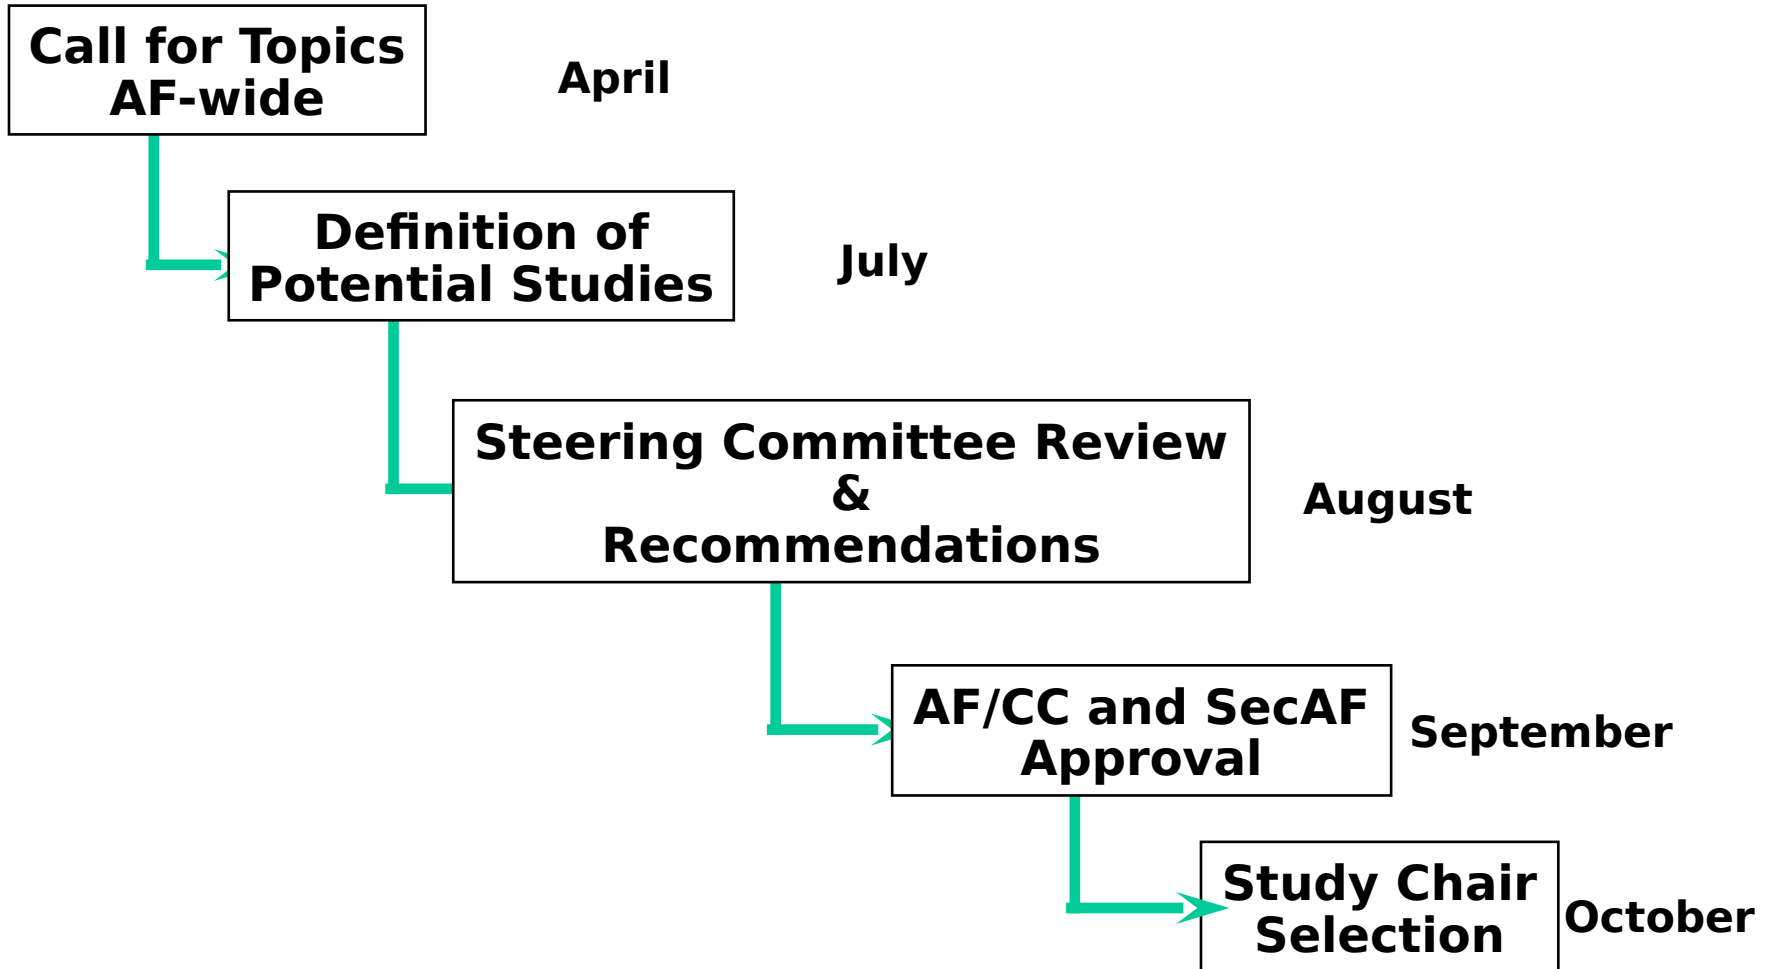 Call for Topics
AF-wide
April
Definition of
Potential Studies
July
Steering Committee Review
&
Recommendations
August
AF/CC and SecAF
Approval
September
Study Chair
Selection
October